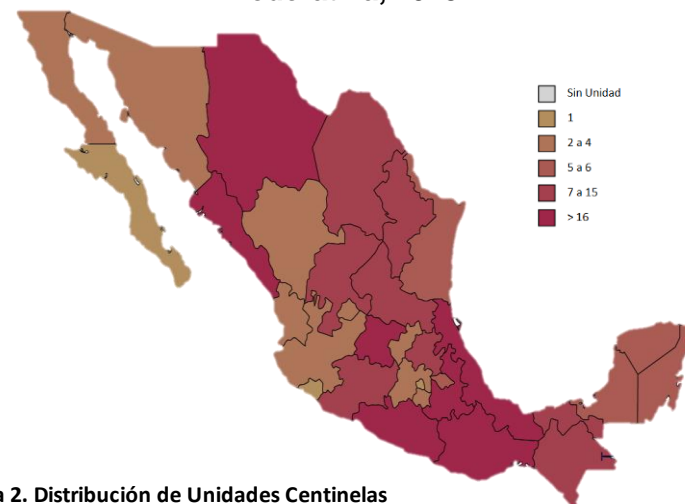 Sin Unidad
1
2 a 4
5 a 6
7 a 15
> 16
a 2. Distribución de Unidades Centinelas